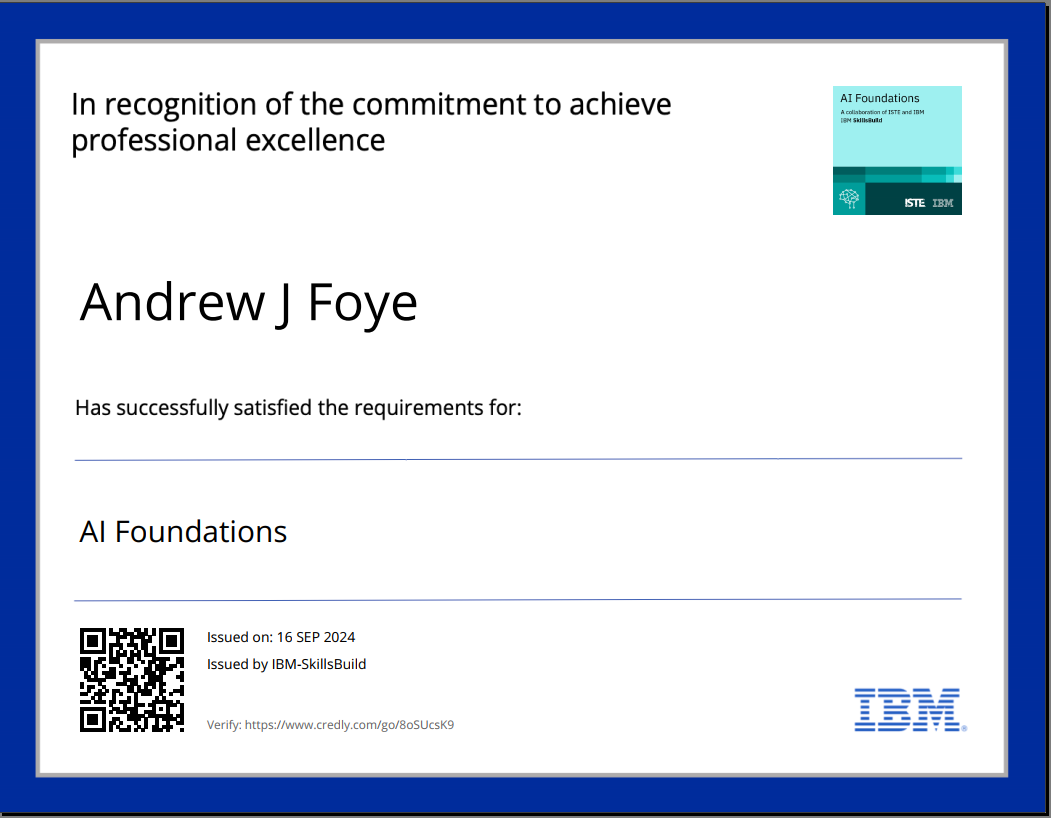 In recognition of the commitment to achieve
professional excellence
AI Foundations
A collaboration of ISTE and IBM
IBM SkillsBuild
ISTE IBM
Andrew J Foye
Has successfully satisfied the requirements for:
AI Foundations
Issued on: 16 SEP 2024
Issued by IBM-SkillsBuild
Verify: https://www.credly.com/go/8oSUcsK9
IBM®